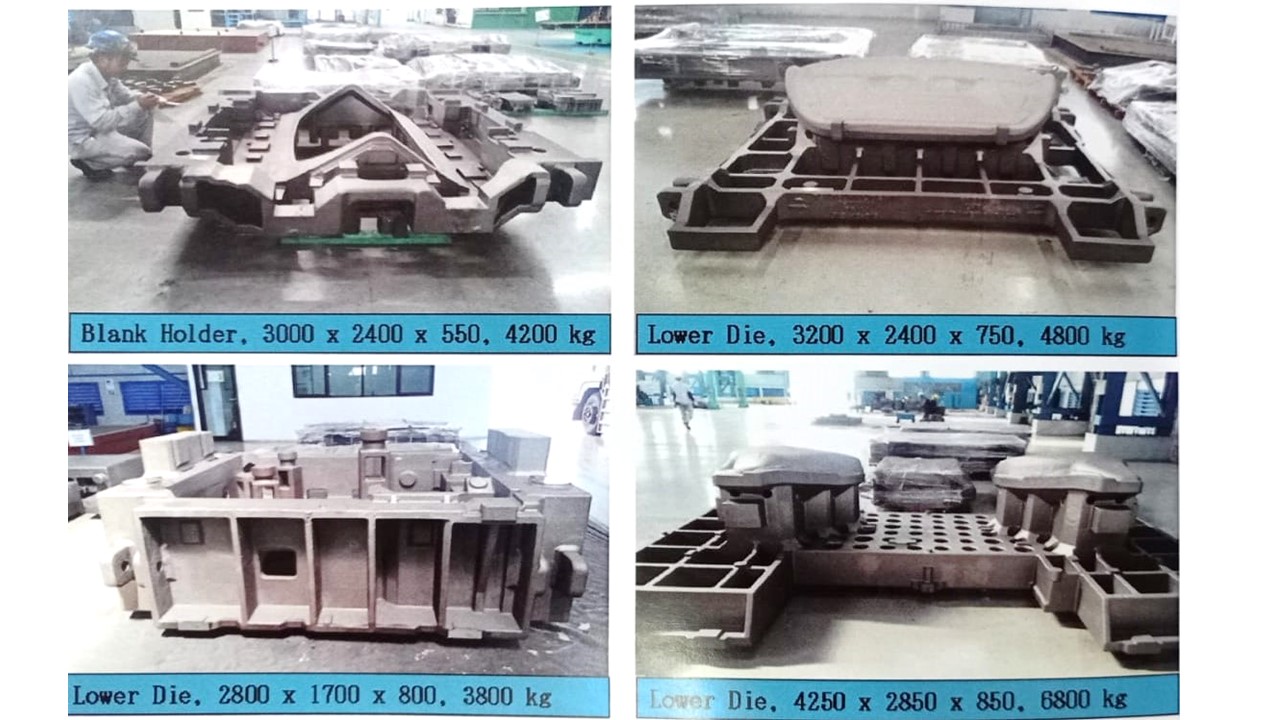 Blank Holder, 3000 x 2400 x 550, 4200 kg
Lower Die, 3200 x 2400 x 750, 4800 kg
Lower Die, 2800 x 1700 x 800, 3800 kg
Lower Die, 4250 x 2850 x 850, 6800 kg